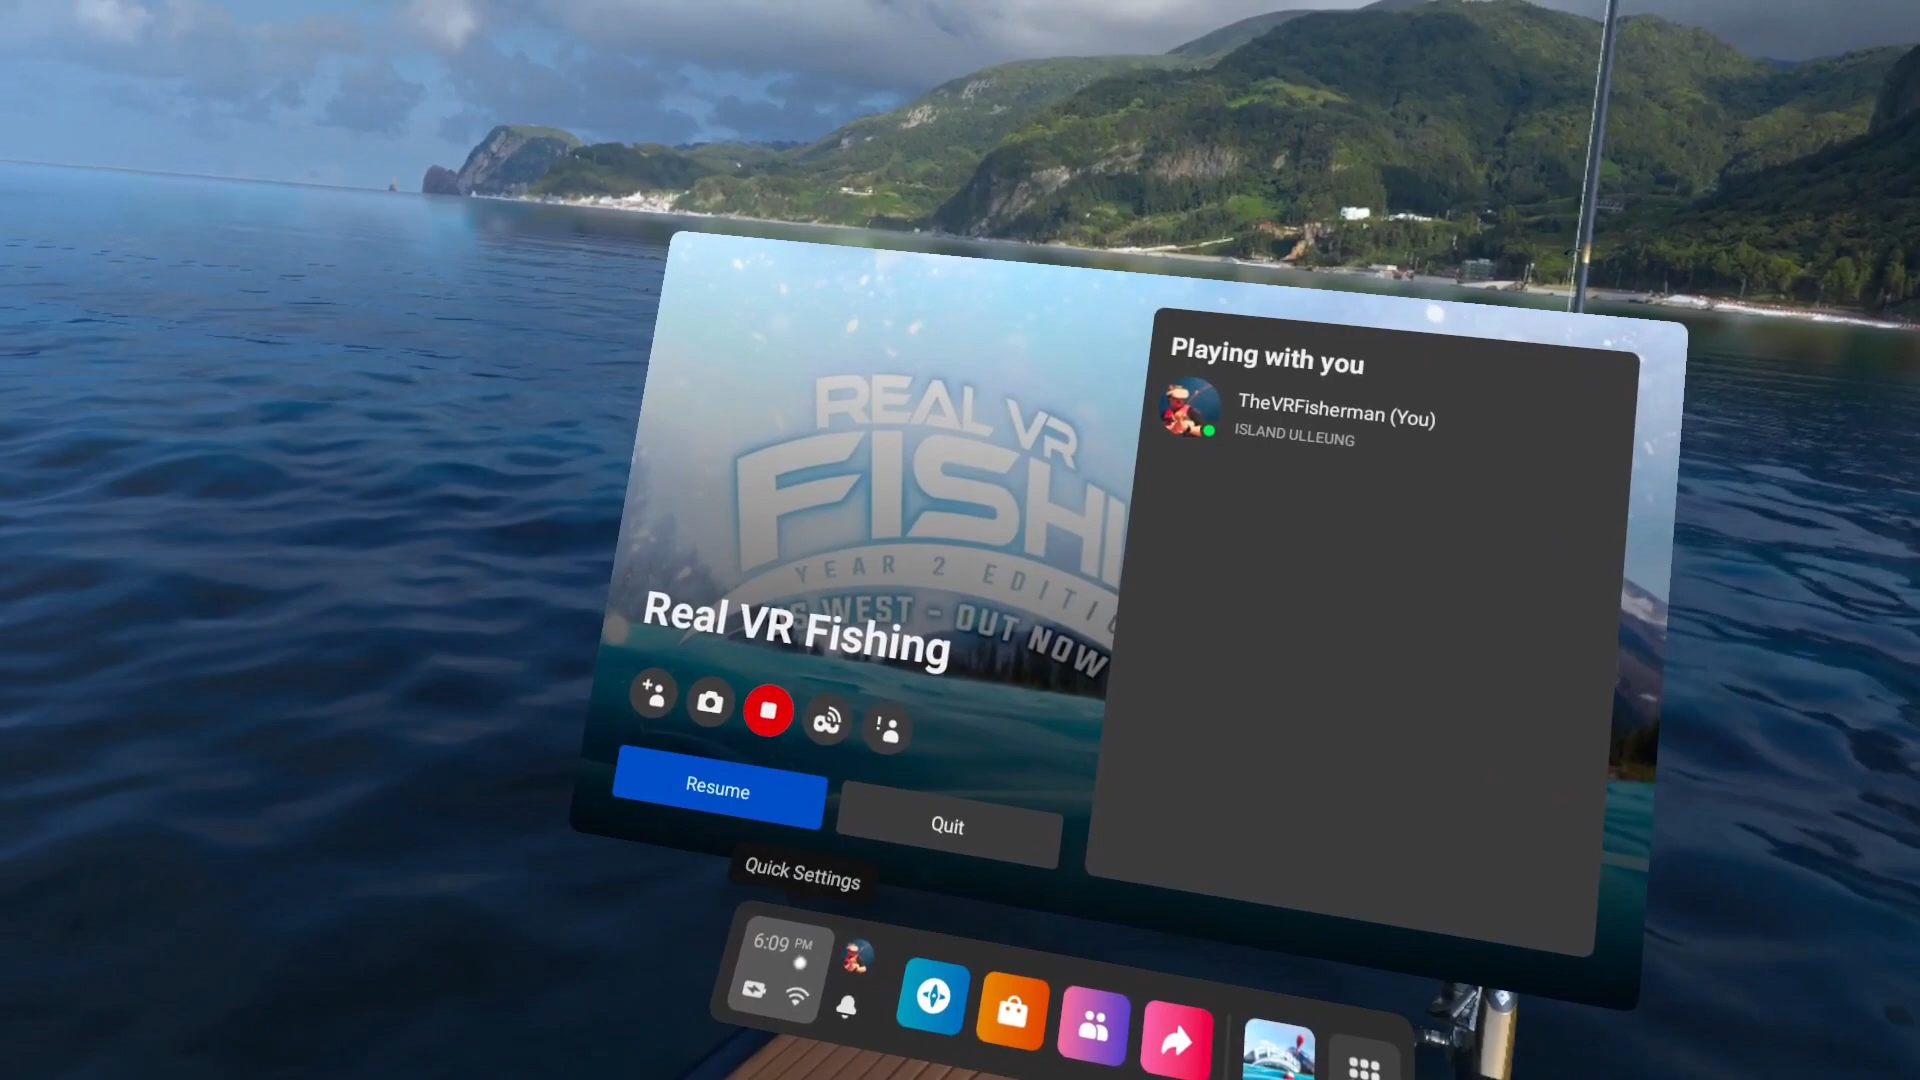 Playing with you
TheVRFisherman (You)
ISLAND ULLEUNG
REAL VR
FISHI
YEAR 2 EDITI
WEST - OUT NOW
Real VR Fishing
Resume
Quit
Quick Settings
6:09 PM